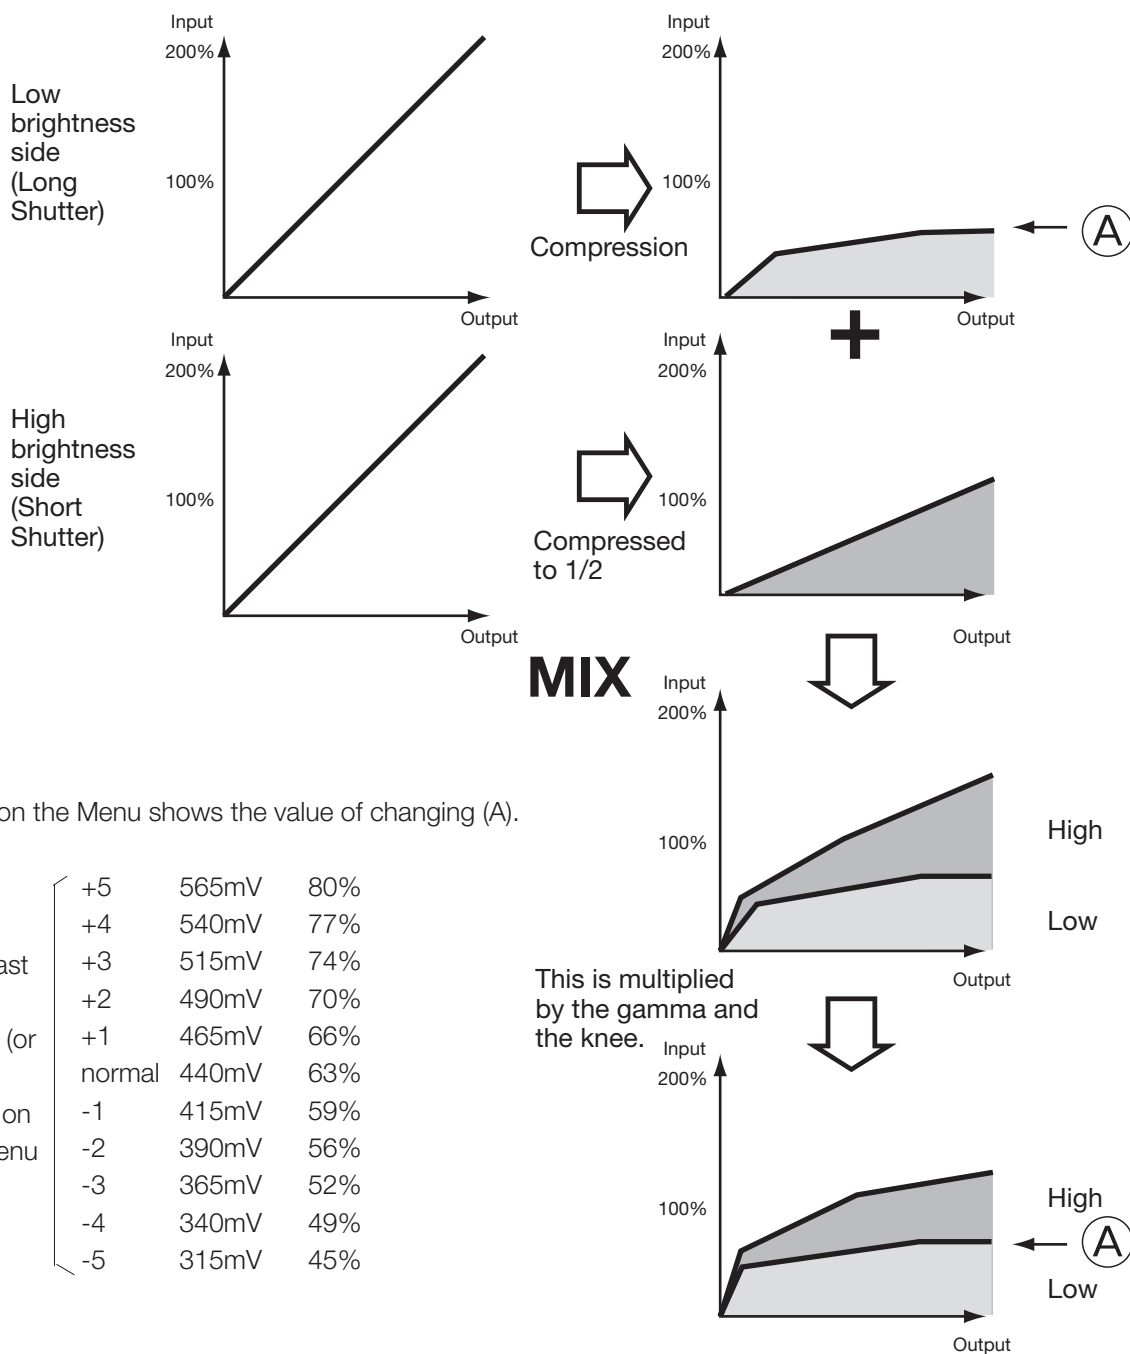 Input
200%
Low
brightness
side
(Long
Shutter)
100%
Output
Compression
Input
200%
100%
A
Output
+
Input
200%
High
brightness
side
(Short
Shutter)
100%
Output
Compressed
to 1/2
200%
100%
Input
Output
MIX
Input
200%
100%
High
Low
Output
This is multiplied
by the gamma and
the knee.
Input
200%
100%
High
A
Low
Output
on the Menu shows the value of changing (A).
+5 565mV 80%
+4 540mV 77%
ast +3 515mV 74%
+2 490mV 70%
(or +1 465mV 66%
normal 440mV 63%
on -1 415mV 59%
enu -2 390mV 56%
-3 365mV 52%
-4 340mV 49%
-5 315mV 45%